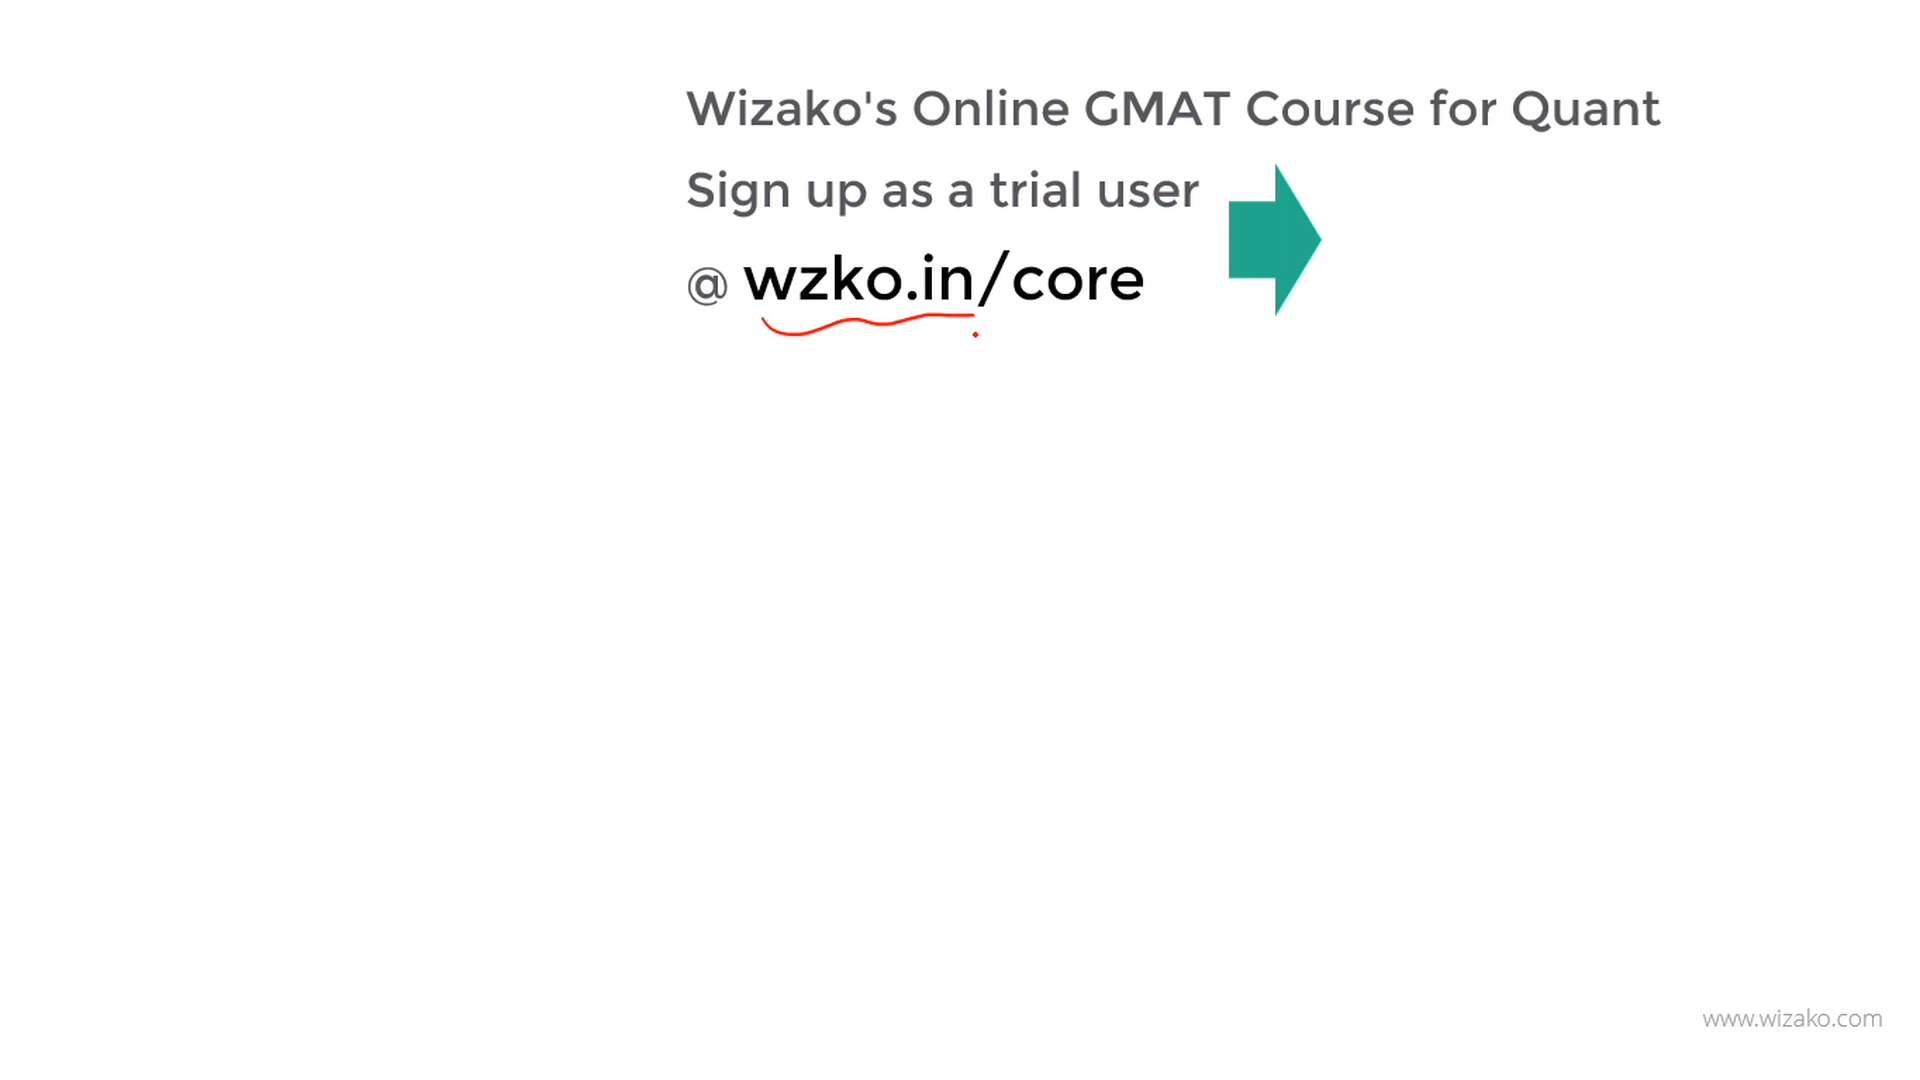 Wizako's Online GMAT Course for Quant
Sign up as a trial user
@ wzko.in/core
www.wizako.com